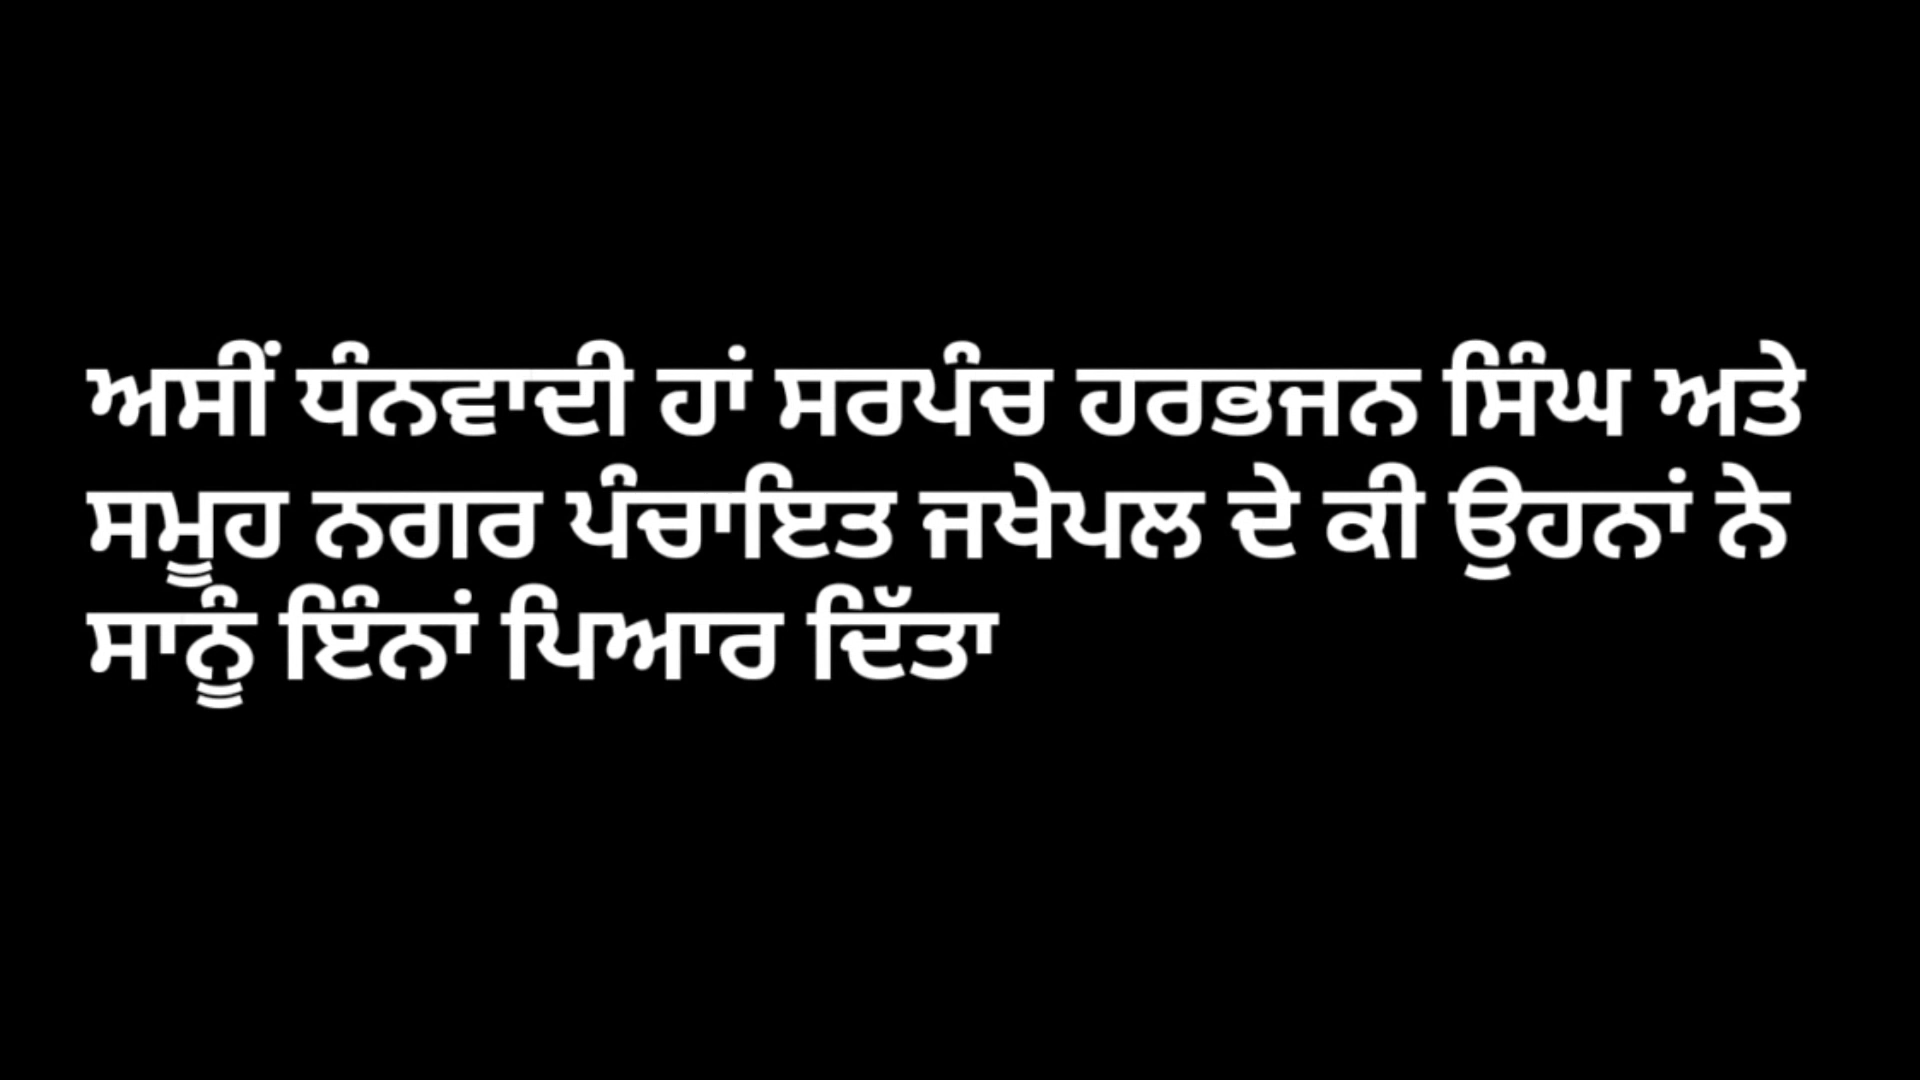 ਅਸੀਂ ਧੰਨਵਾਦੀ ਹਾਂ ਸਰਪੰਚ ਹਰਭਜਨ ਸਿੰਘ ਅਤੇ
ਸਮੂਹ ਨਗਰ ਪੰਚਾਇਤ ਜਖੇਪਲ ਦੇ ਕੀ ਉਹਨਾਂ ਨੇ
ਸਾਨੂੰ ਇੰਨਾਂ ਪਿਆਰ ਦਿੱਤਾ